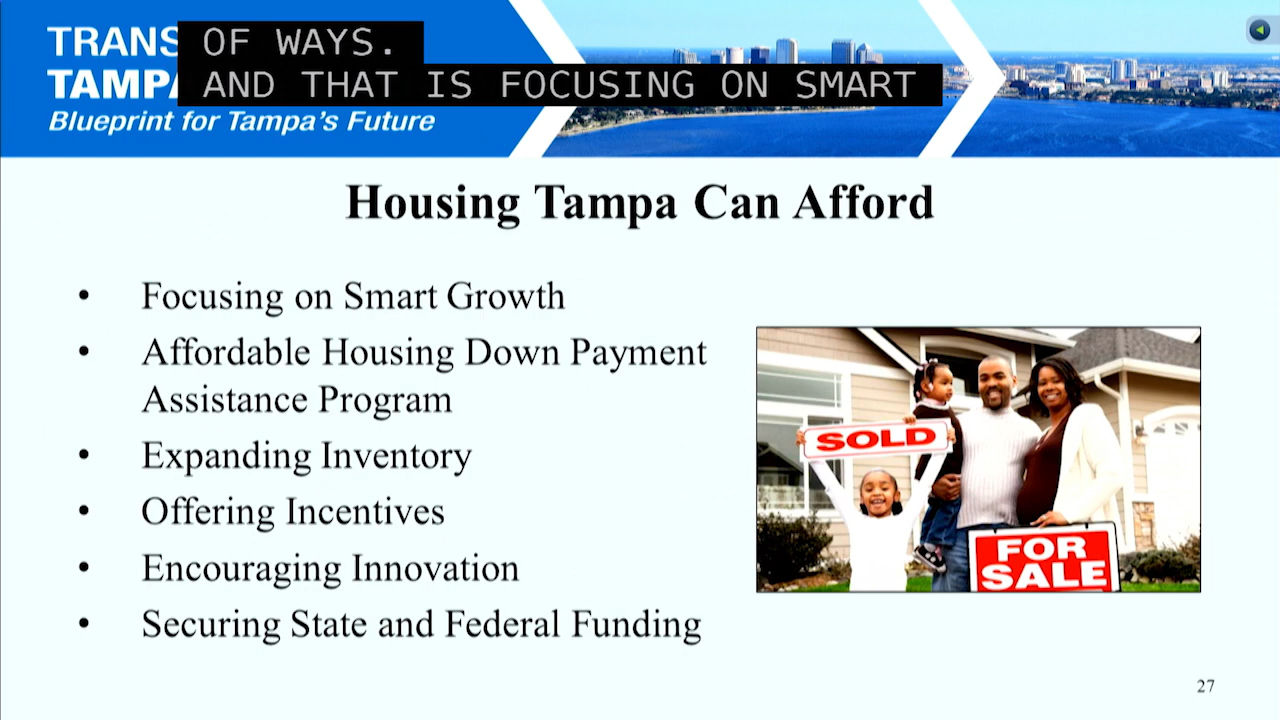 TRANS
TAMPA
Blueprint for Tampa's Future
OF WAYS.
AND THAT IS FOCUSING ON SMART
Housing Tampa Can Afford
• Focusing on Smart Growth
• Affordable Housing Down Payment
Assistance Program
• Expanding Inventory
• Offering Incentives
• Encouraging Innovation
• Securing State and Federal Funding
SOLD
FOR
SALE
27